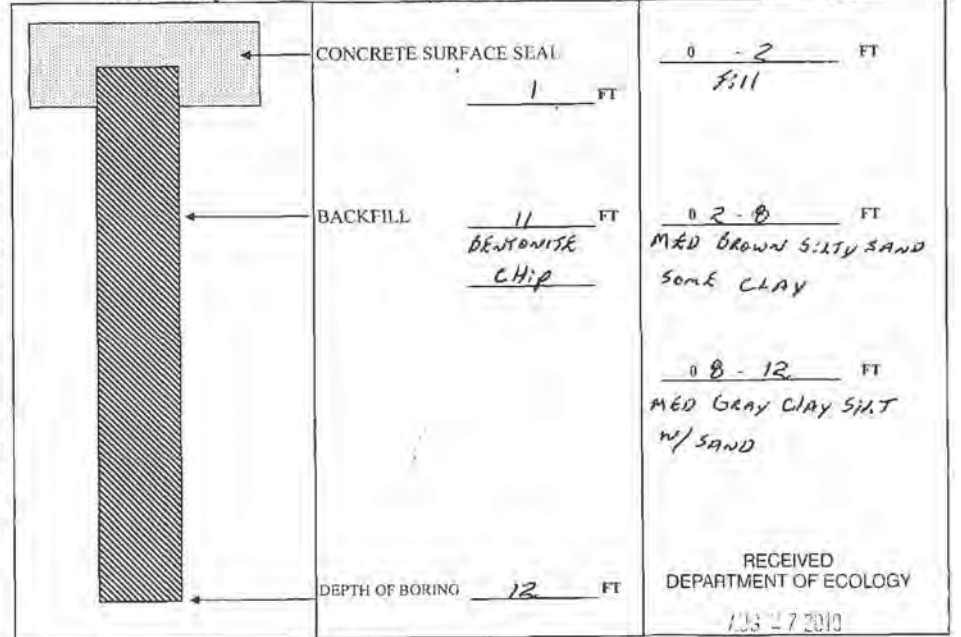 CONCRETE SURFACE SEAL
1 FT
BACKFILL 11 FT
BENTONITE
CHIP
DEPTH OF BORING 12 FT
0 - 2 FT
Fill
0 2 - 8 FT
MED BROWN SILTY SAND
SOME CLAY
0 8 - 12 FT
MED GRAY CLAY SILT
W/ SAND
RECEIVED
DEPARTMENT OF ECOLOGY
7 2010